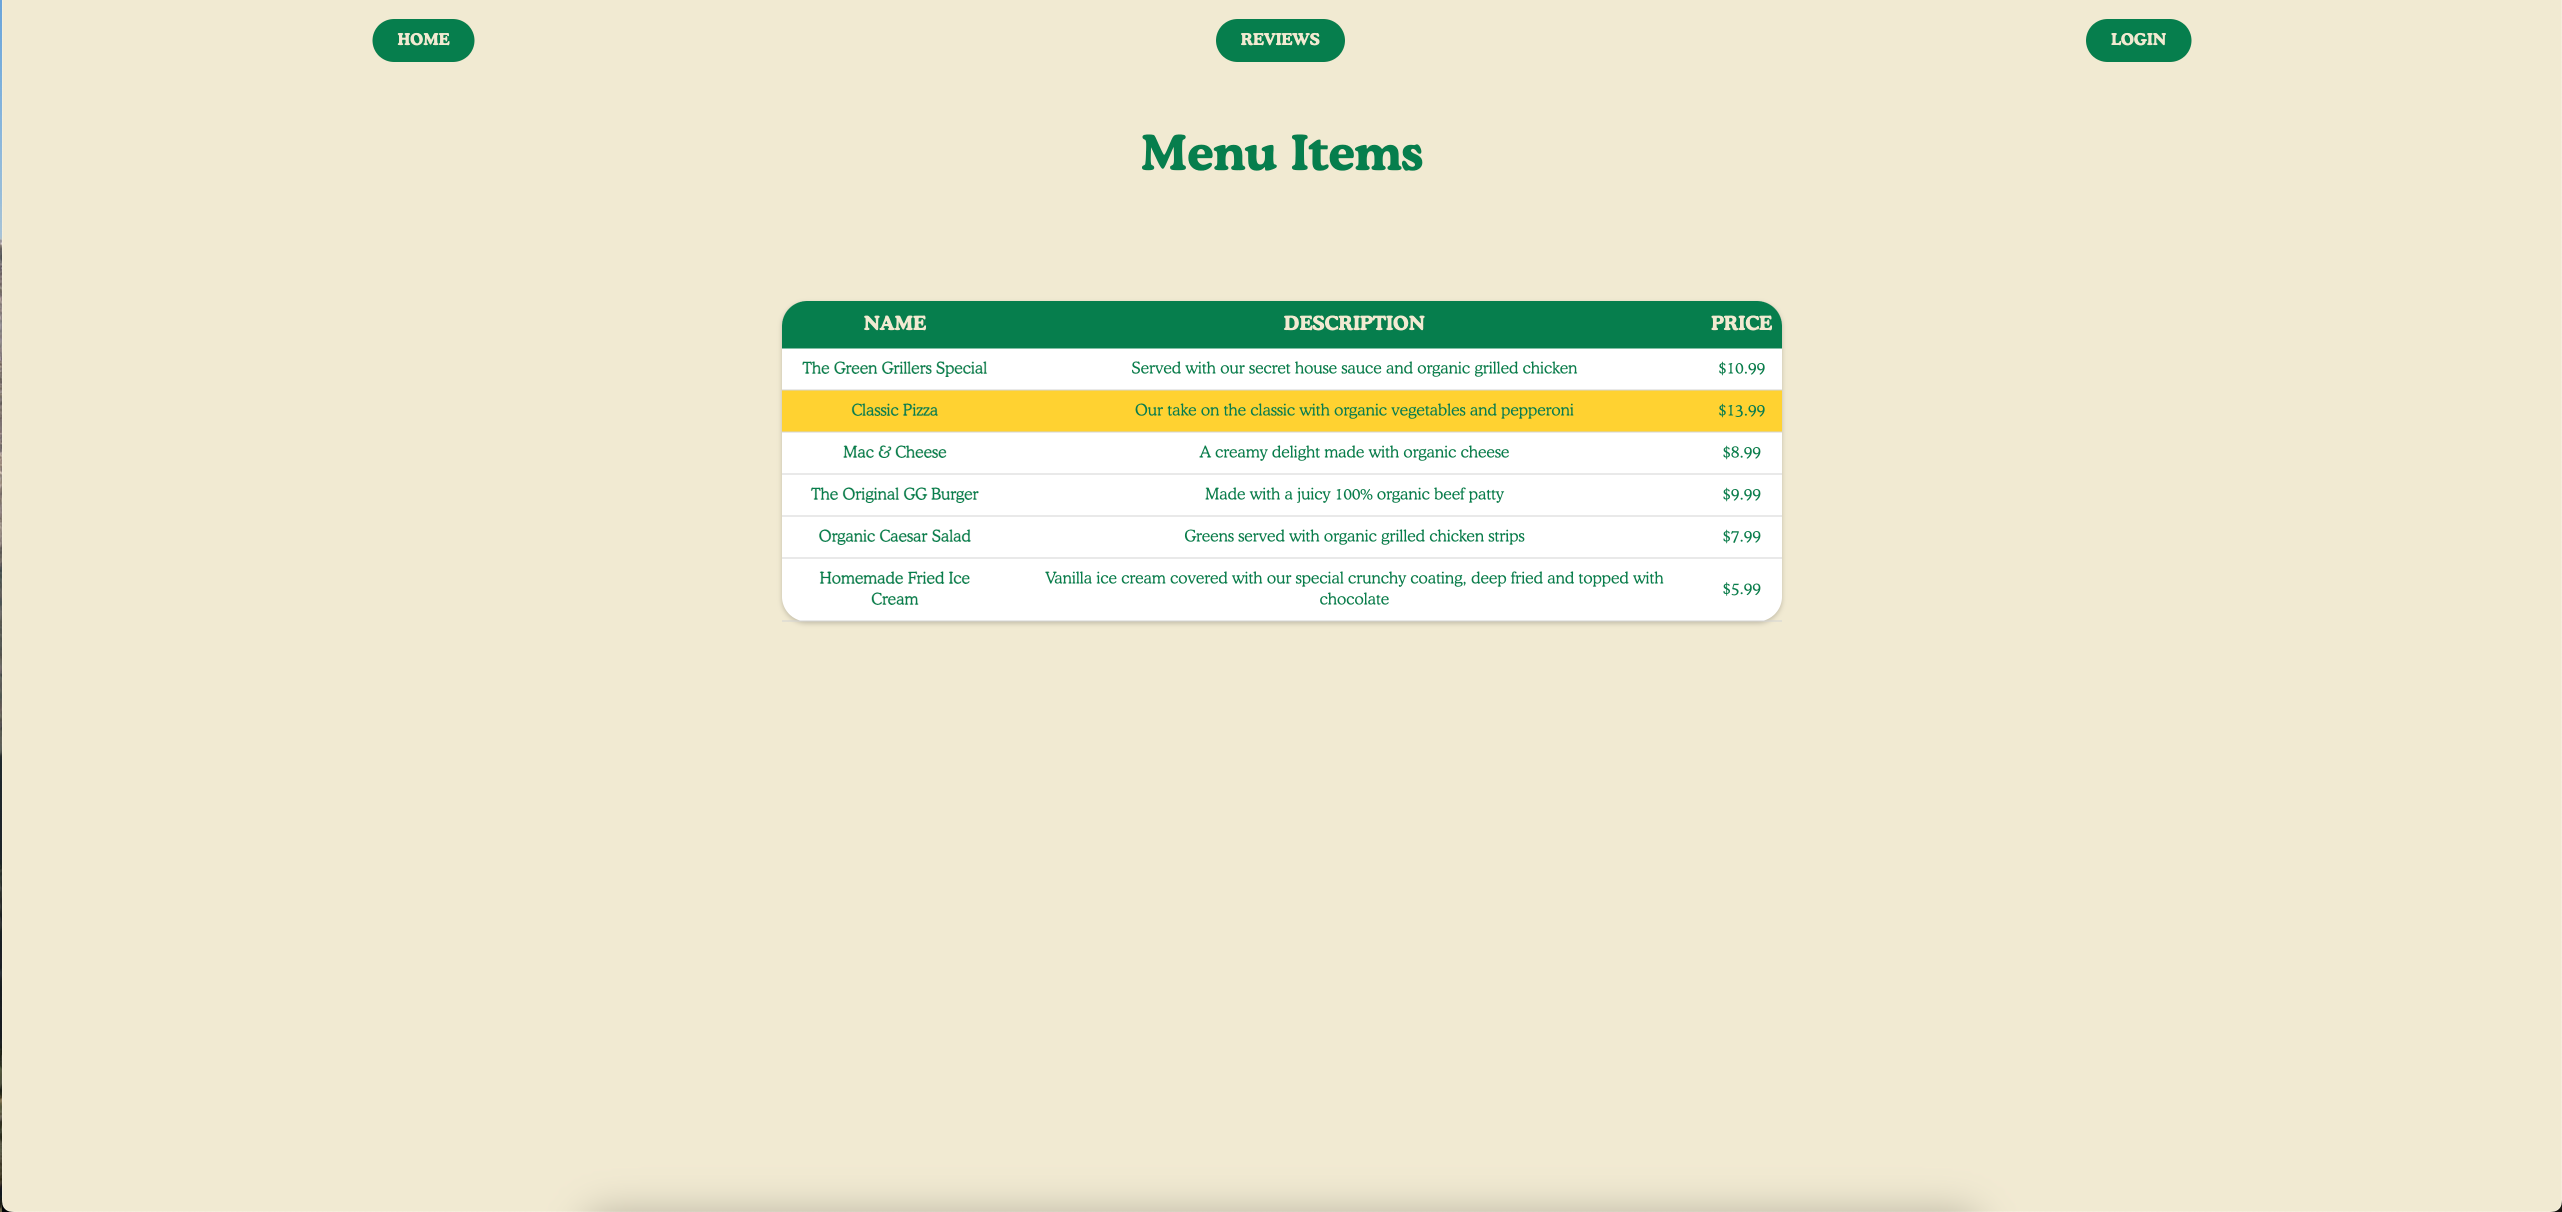 HOME
REVIEWS
LOGIN
Menu Items
NAME DESCRIPTION PRICE
The Green Grillers Special Served with our secret house sauce and organic grilled chicken $10.99
Classic Pizza Our take on the classic with organic vegetables and pepperoni $13.99
Mac & Cheese A creamy delight made with organic cheese $8.99
The Original GG Burger Made with a juicy 100% organic beef patty $9.99
Organic Caesar Salad Greens served with organic grilled chicken strips $7.99
Homemade Fried Ice
Cream
Vanilla ice cream covered with our special crunchy coating, deep fried and topped with
chocolate
$5.99